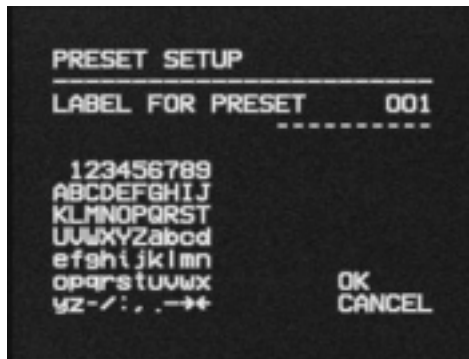 PRESET SETUP
LABEL FOR PRESET 001
----------
123456789
ABCDEFGHIJ
KLMNOPQRST
UVWXYZabcd
efghijklmn
opqrstuvwx
yz-/:,.→→←
OK
CANCEL